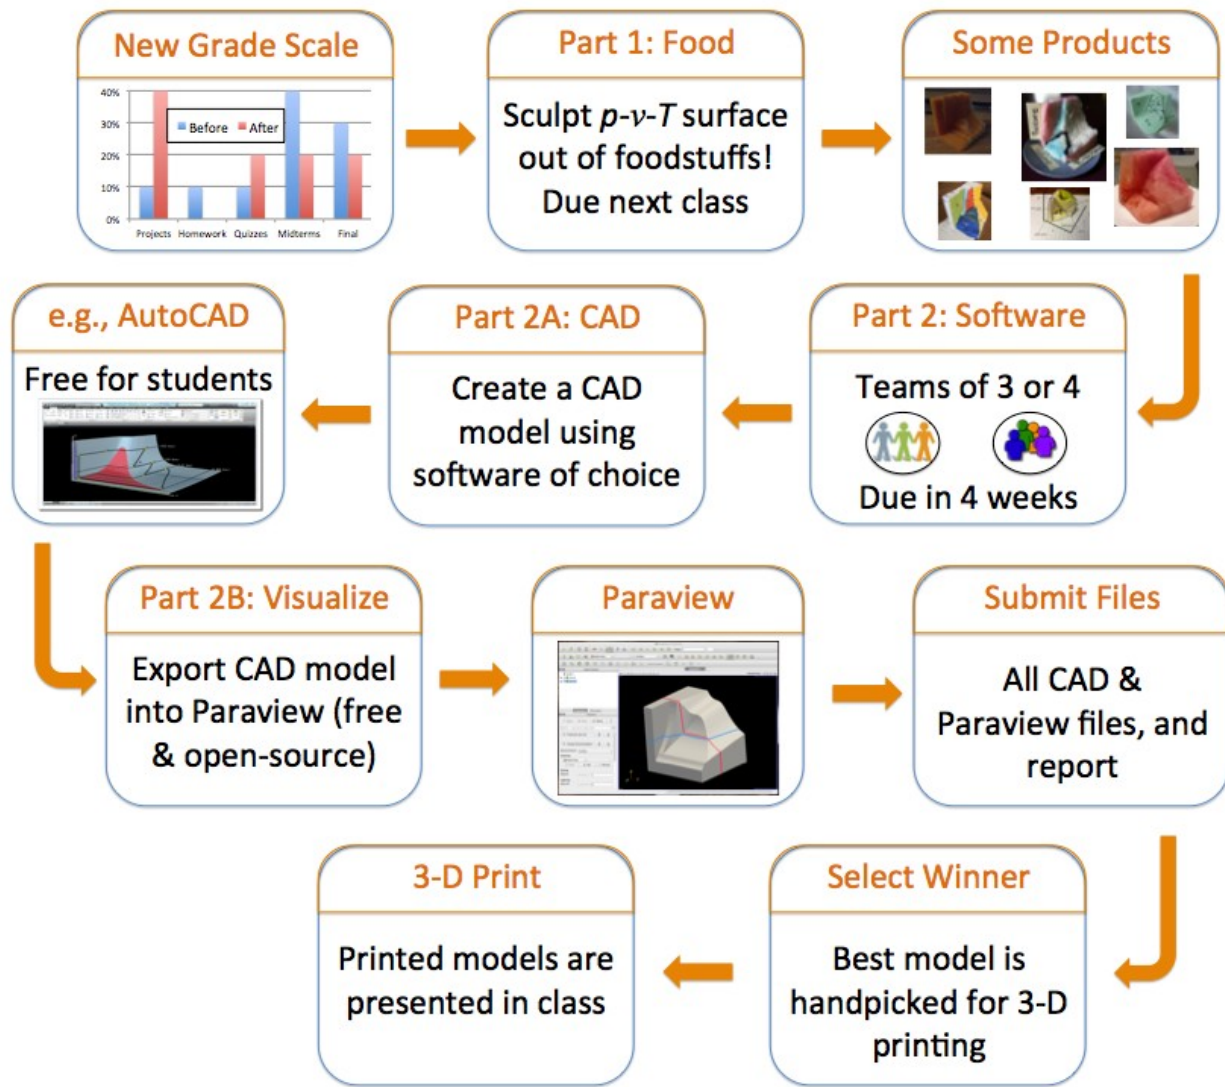 New Grade Scale
40%
30%
20%
10%
0%
Before After
Projects Homework Quizzes Midterms Final
Part 1: Food
Sculpt p-v-T surface
out of foodstuffs!
Due next class
Some Products
Part 2: Software
Teams of 3 or 4
Due in 4 weeks
Part 2A: CAD
Create a CAD
model using
software of choice
e.g., AutoCAD
Free for students
Part 2B: Visualize
Export CAD model
into Paraview (free
& open-source)
Paraview
Submit Files
All CAD &
Paraview files, and
report
Select Winner
Best model is
handpicked for 3-D
printing
3-D Print
Printed models are
presented in class